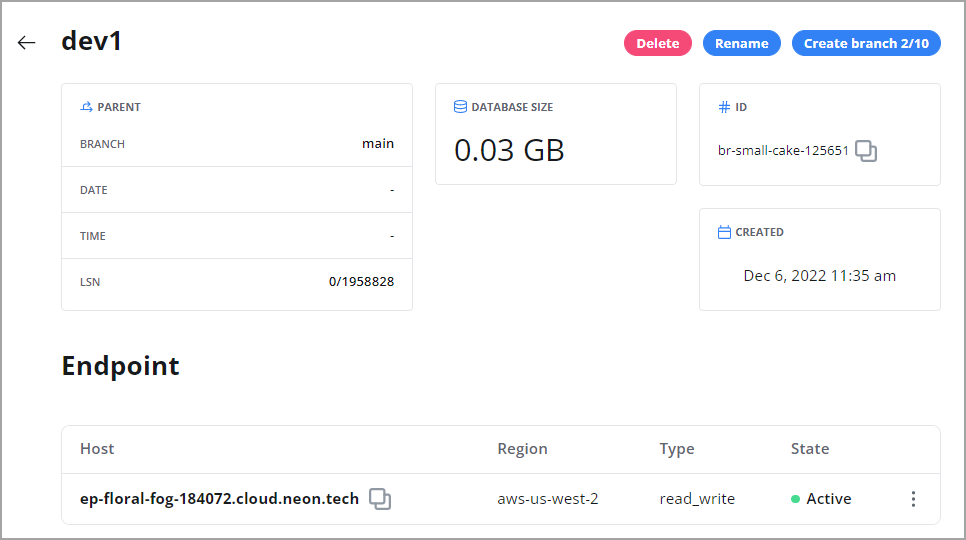 dev1
Delete
Rename
Create branch 2/10
PARENT
BRANCH main
DATE -
TIME -
LSN 0/1958828
DATABASE SIZE
0.03 GB
ID
br-small-cake-125651
CREATED
Dec 6, 2022 11:35 am
Endpoint
Host Region Type State
ep-floral-fog-184072.cloud.neon.tech aws-us-west-2 read_write Active